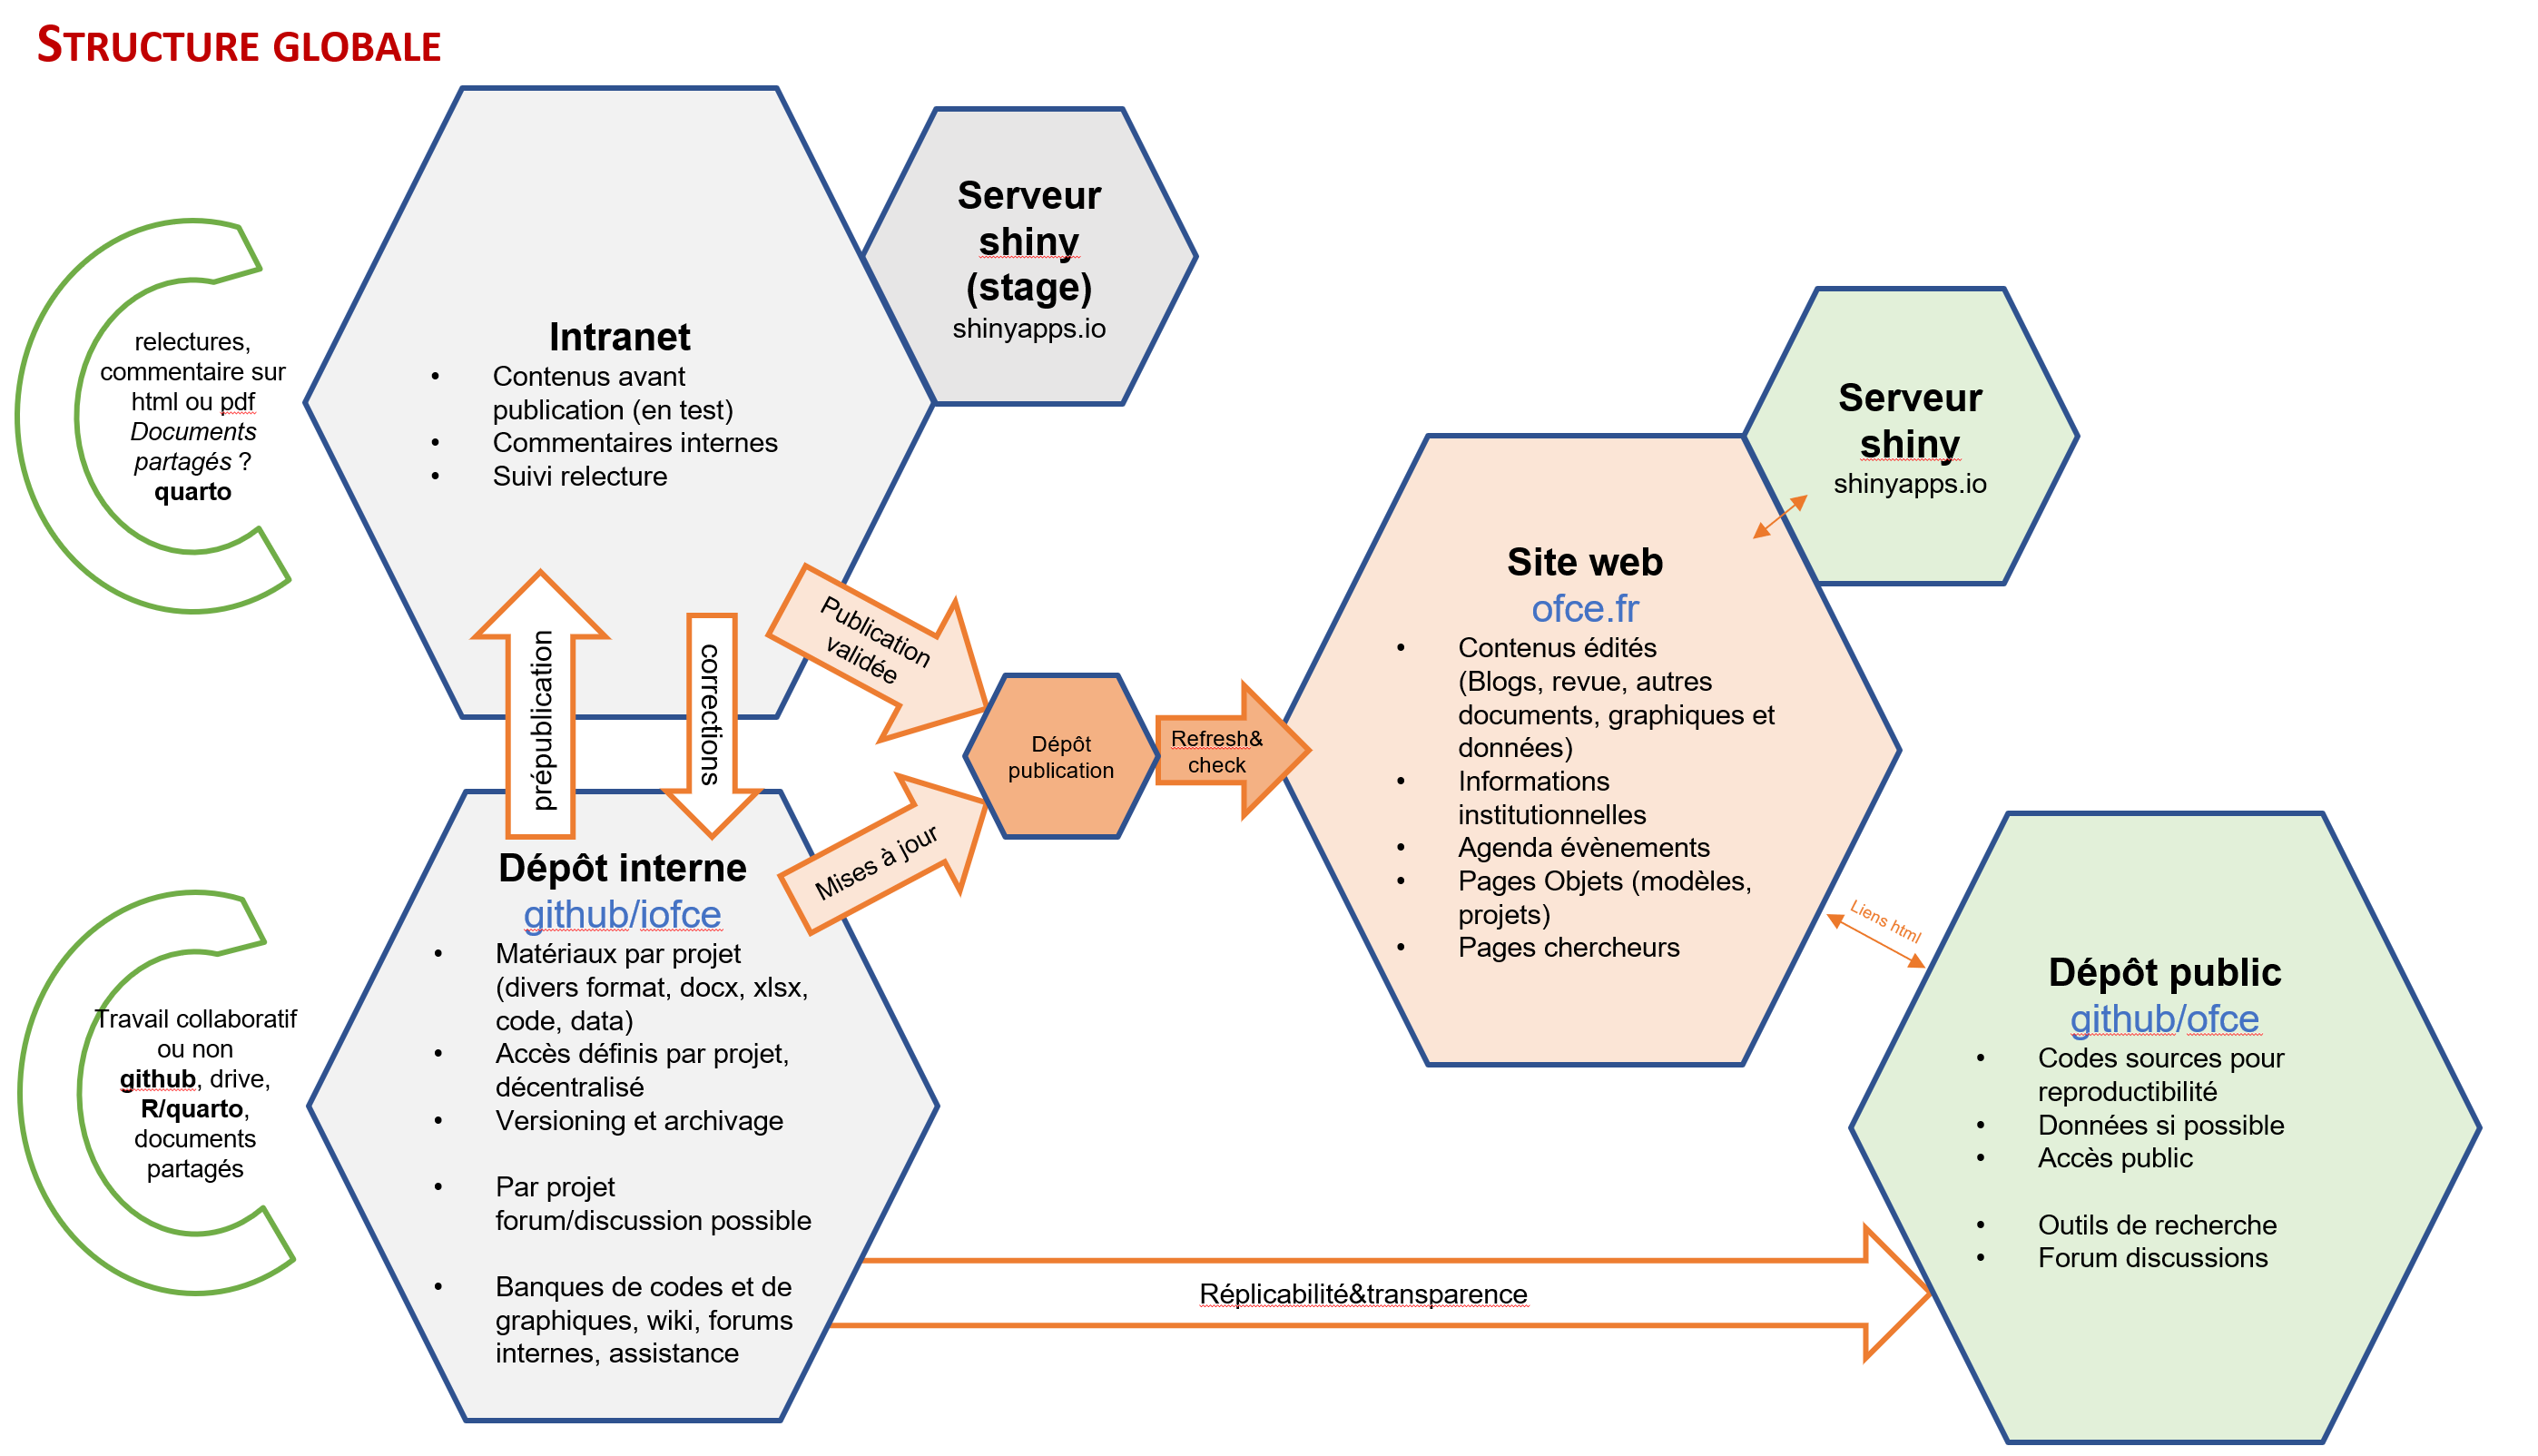 STRUCTURE GLOBALE
relectures,
commentaire sur
html ou pdf
Documents
partagés ?
quarto
Intranet
• Contenus avant
publication (en test)
• Commentaires internes
• Suivi relecture
Serveur
shiny
(stage)
shinyapps.io
prépublication
corrections
Publication
validée
Mises à jour
Dépôt
publication
Refresh&
check
Serveur
shiny
shinyapps.io
Site web
ofce.fr
• Contenus édités
(Blogs, revue, autres
documents, graphiques et
données)
• Informations
institutionnelles
• Agenda évènements
• Pages Objets (modèles,
projets)
• Pages chercheurs
Liens html
Travail collaboratif
ou non
github, drive,
R/quarto,
documents
partagés
Dépôt interne
github/iofce
• Matériaux par projet
(divers format, docx, xlsx,
code, data)
• Accès définis par projet,
décentralisé
• Versioning et archivage
• Par projet
forum/discussion possible
• Banques de codes et de
graphiques, wiki, forums
internes, assistance
Réplicabilité&transparence
Dépôt public
github/ofce
• Codes sources pour
reproductibilité
• Données si possible
• Accès public
• Outils de recherche
• Forum discussions